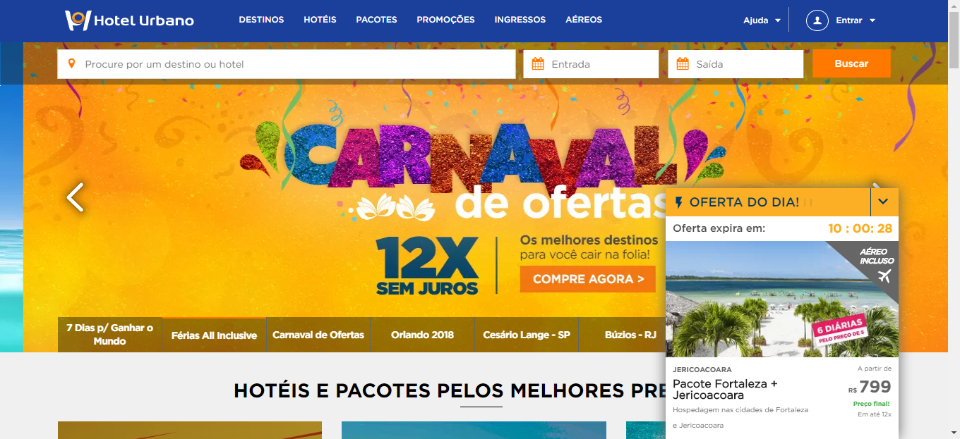 Hotel Urbano
DESTINOS HOTÉIS PACOTES PROMOÇÕES INGRESSOS AÉREOS
Ajuda
Entrar
Procure por um destino ou hotel
Entrada
Saída
Buscar
CARNAVAL
de ofertas
12X
SEM JUROS
Os melhores destinos
para você cair na folia!
COMPRE AGORA >
7 Dias p/ Ganhar o
Mundo
Férias All Inclusive
Carnaval de Ofertas
Orlando 2018
Cesário Lange - SP
Búzios - RJ
HOTÉIS E PACOTES PELOS MELHORES
OFERTA DO DIA!
Oferta expira em:
10 : 00: 28
AÉREO
INCLUSO
6 DIÁRIAS
PELO PREÇO DE 5
JERICOACOARA
Pacote Fortaleza +
Jericoacoara
Hospedagem nas cidades de Fortaleza
e Jericoacoara
A partir de
R$ 799
Preço final!
Em até 12x